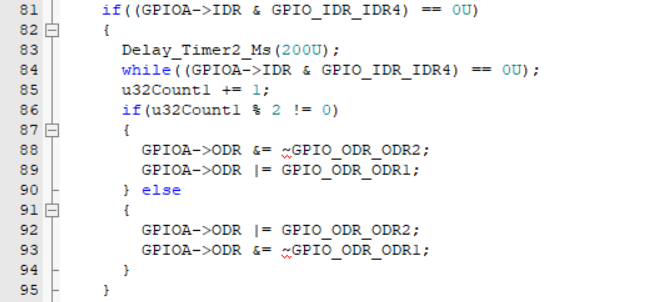 81 if((GPIOA->IDR & GPIO_IDR_IDR4) == 0U)
82 {
83 Delay_Timer2_Ms(200U);
84 while((GPIOA->IDR & GPIO_IDR_IDR4) == 0U);
85 u32Count1 += 1;
86 if(u32Count1 % 2 != 0)
87 {
88 GPIOA->ODR &= ~GPIO_ODR_ODR2;
89 GPIOA->ODR |= GPIO_ODR_ODR1;
90 } else
91 {
92 GPIOA->ODR |= GPIO_ODR_ODR2;
93 GPIOA->ODR &= ~GPIO_ODR_ODR1;
94 }
95 }